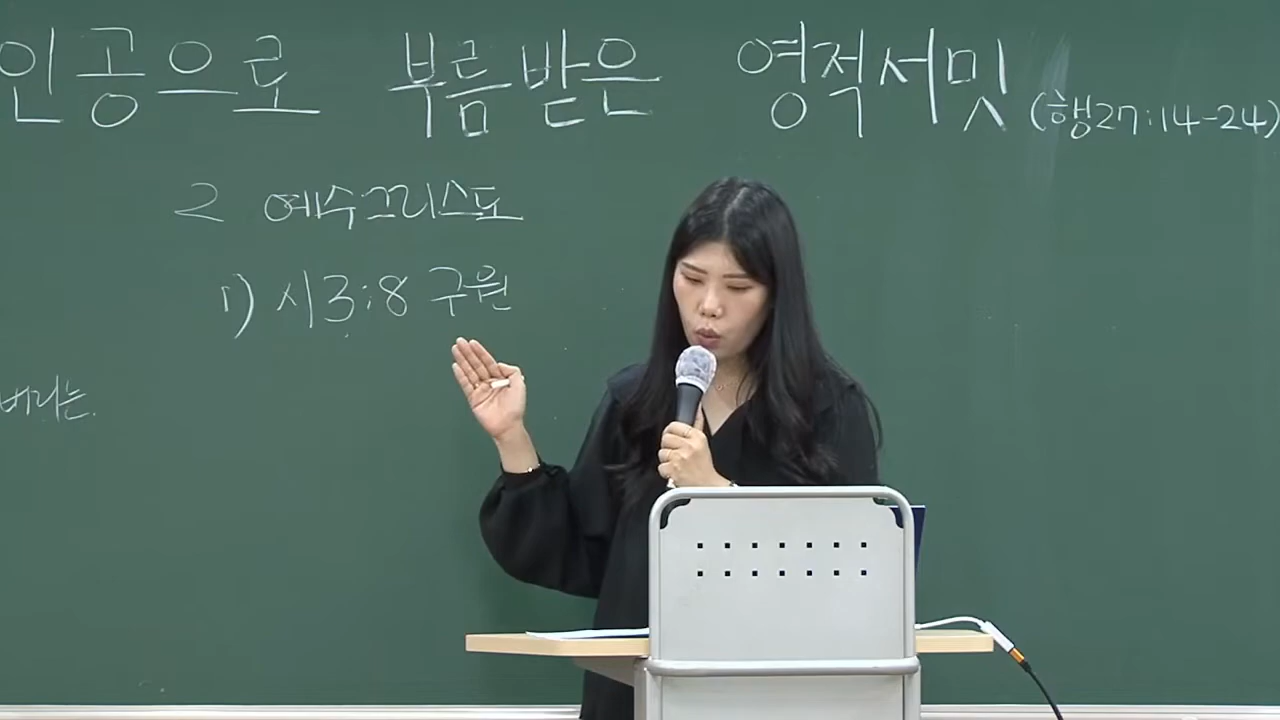 인공으로 부름받은 영적서밋 (행27:14-24)
2 예수그리스도
1) 시3:8 구원
버리는.